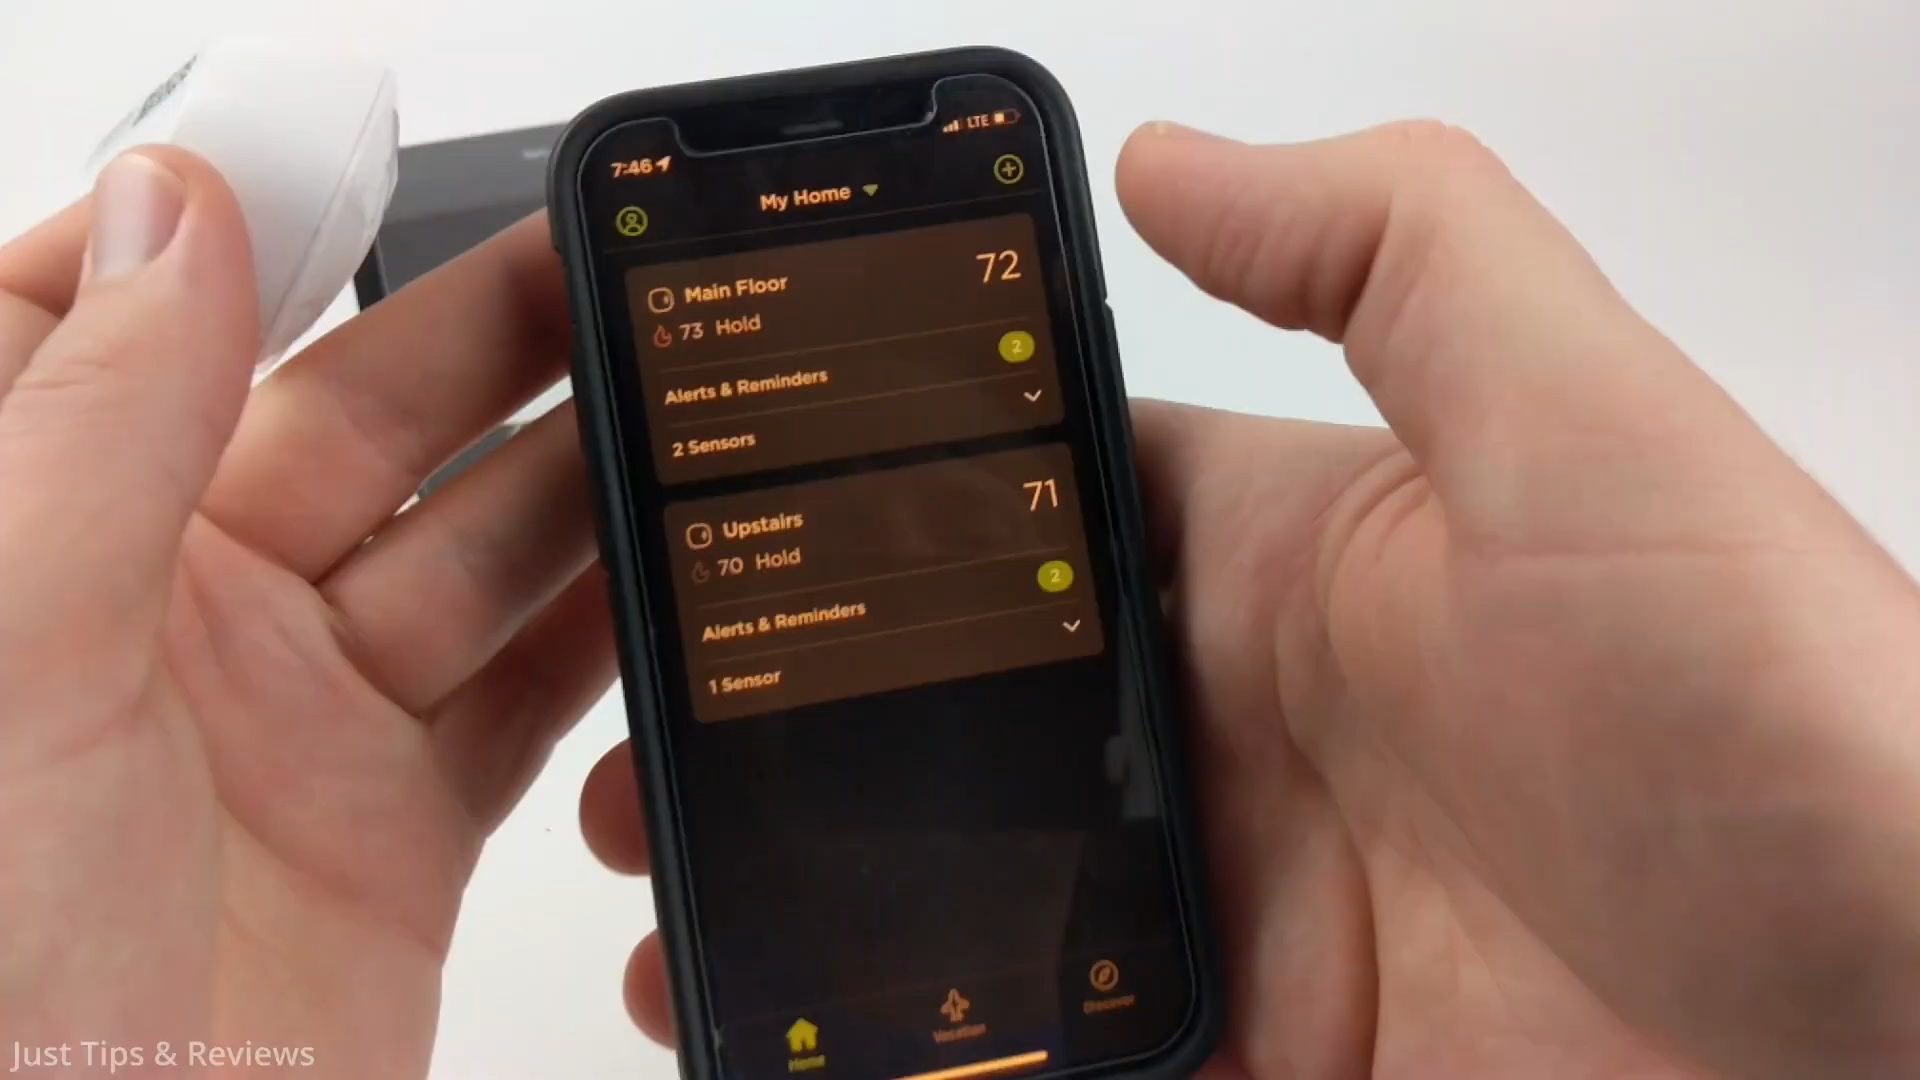 7:46
LTE
My Home
Main Floor
72
73 Hold
Alerts & Reminders
2
2 Sensors
Upstairs
71
70 Hold
Alerts & Reminders
2
1 Sensor
Home
Vacation
Discover
Just Tips & Reviews